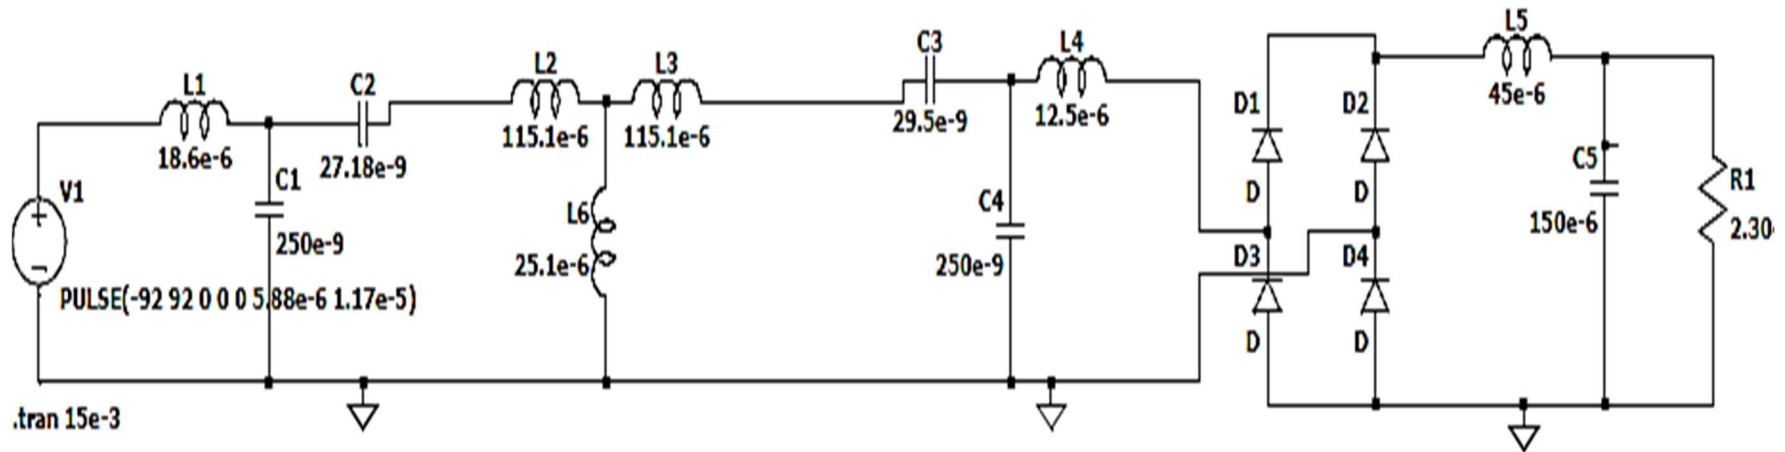 L1
18.6e-6
C2
27.18e-9
L2
115.1e-6
L3
115.1e-6
C3
29.5e-9
L4
12.5e-6
L5
45e-6
V1
PULSE(-92 92 0 0 0 5.88e-6 1.17e-5)
C1
250e-9
L6
25.1e-6
C4
250e-9
D1
D
D2
D
D3
D
D4
D
C5
150e-6
R1
2.30
.tran 15e-3